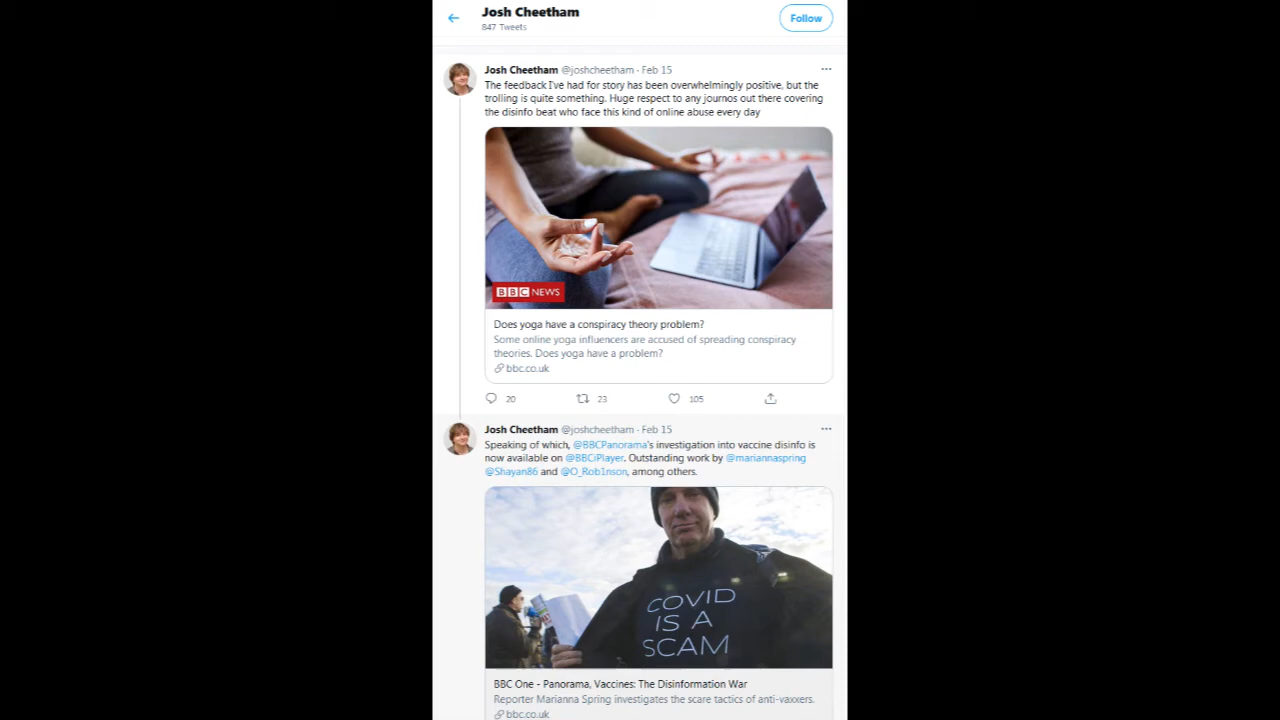 Josh Cheetham
847 Tweets
Follow
Josh Cheetham @joshcheetham · Feb 15
The feedback I've had for story has been overwhelmingly positive, but the
trolling is quite something. Huge respect to any journos out there covering
the disinfo beat who face this kind of online abuse every day
BBC NEWS
Does yoga have a conspiracy theory problem?
Some online yoga influencers are accused of spreading conspiracy
theories. Does yoga have a problem?
bbc.co.uk
20 23 105
Josh Cheetham @joshcheetham · Feb 15
Speaking of which, @BBCPanorama's investigation into vaccine disinfo is
now available on @BBCiPlayer. Outstanding work by @mariannaspring
@Shayan86 and @O_Rob1nson, among others.
COVID
IS A
SCAM
BBC One - Panorama, Vaccines: The Disinformation War
Reporter Marianna Spring investigates the scare tactics of anti-vaxxers.
bbc.co.uk